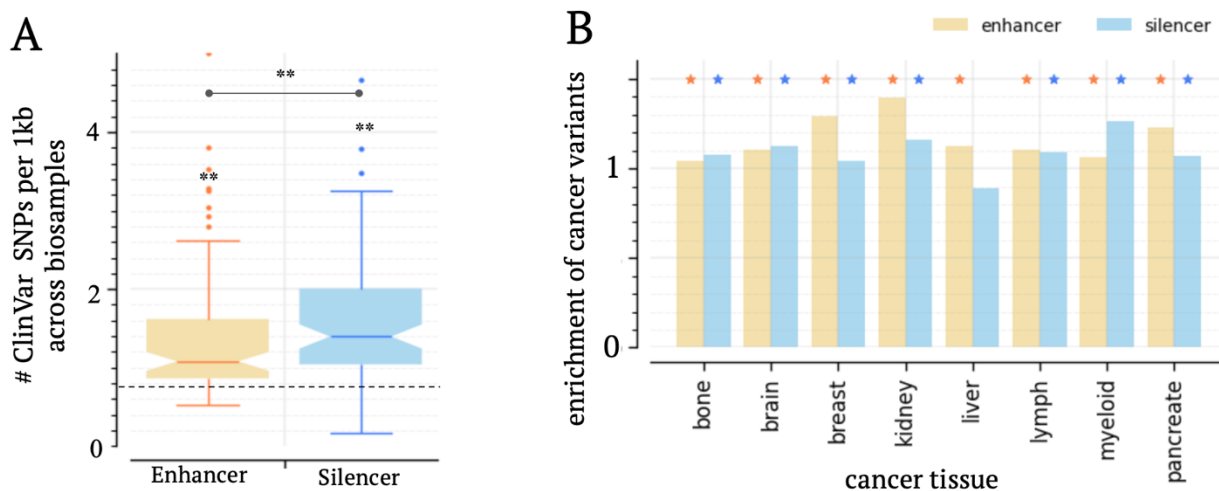 A
# ClinVar SNPs per 1kb
across biosamples
4
2
0
**
**
**
Enhancer
Silencer
B
enhancer
silencer
enrichment of cancer variants
1
0
bone
brain
breast
kidney
liver
lymph
myeloid
pancreate
cancer tissue